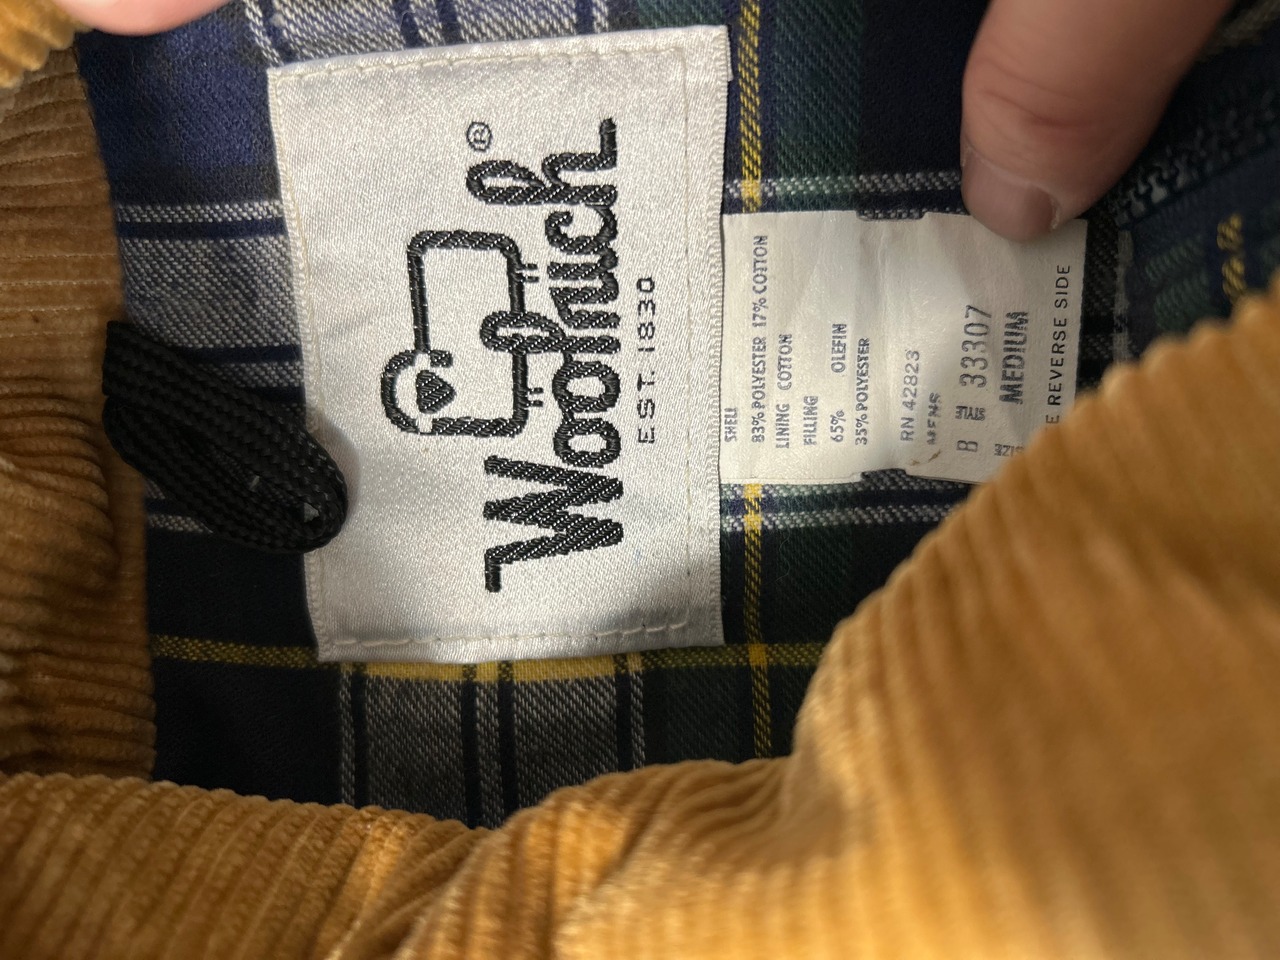 Woolrich®
EST. 1830
SHELL
83% POLYESTER 17% COTTON
LINING COTTON
FILLING
65% OLEFIN
35% POLYESTER
RN 42823
MENS
B STYLE 33307
SIZE MEDIUM
REVERSE SIDE